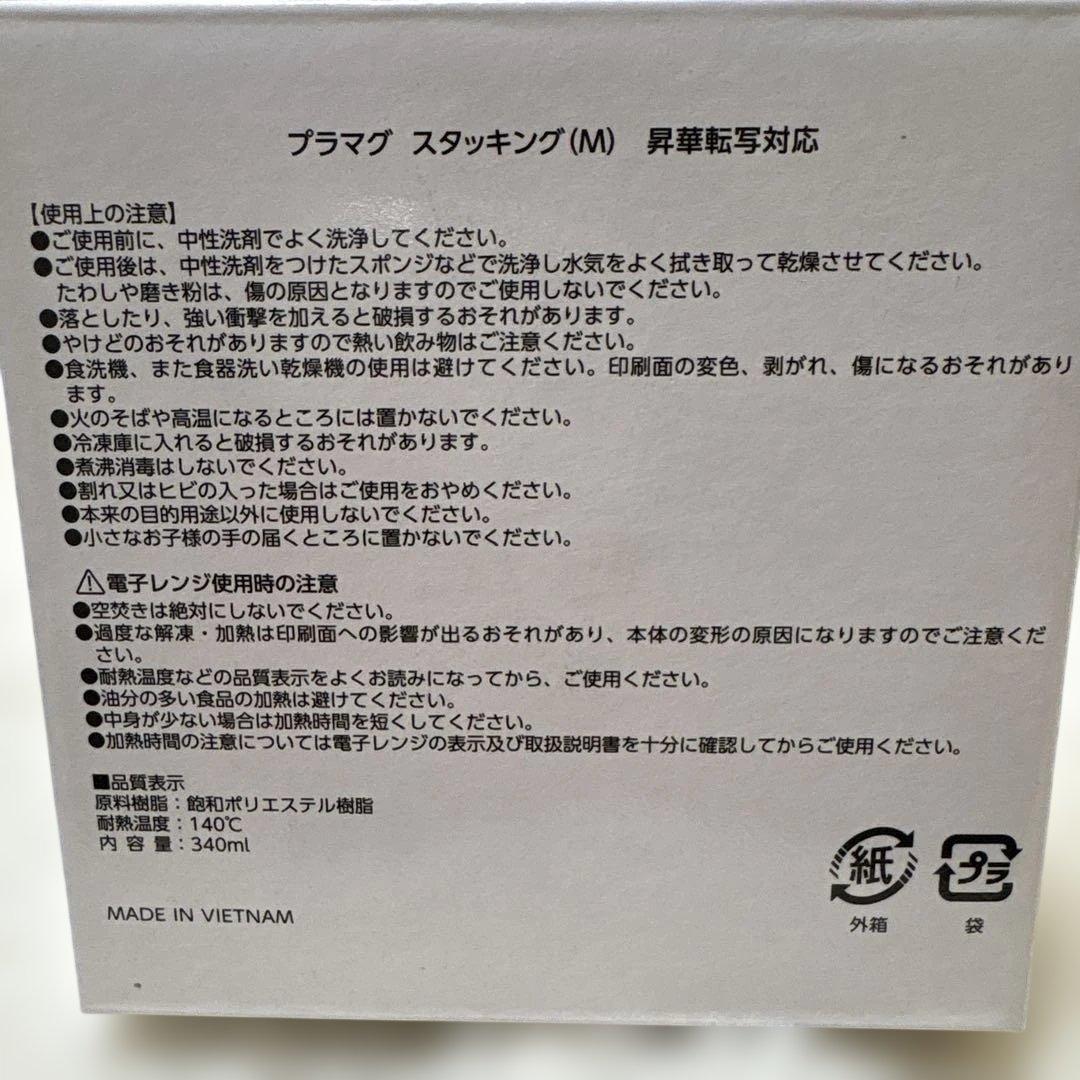 プラマグ スタッキング(M) 昇華転写対応
【使用上の注意】
●ご使用前に、中性洗剤でよく洗浄してください。
●ご使用後は、中性洗剤をつけたスポンジなどで洗浄し水気をよく拭き取って乾燥させてください。
たわしや磨き粉は、傷の原因となりますのでご使用しないでください。
●落としたり、強い衝撃を加えると破損するおそれがあります。
●やけどのおそれがありますので熱い飲み物はご注意ください。
●食洗機、また食器洗い乾燥機の使用は避けてください。印刷面の変色、剥がれ、傷になるおそれがあり
ます。
●火のそばや高温になるところには置かないでください。
●冷凍庫に入れると破損するおそれがあります。
●煮沸消毒はしないでください。
●割れ又はヒビの入った場合はご使用をおやめください。
●本来の目的用途以外に使用しないでください。
●小さなお子様の手の届くところに置かないでください。
⚠電子レンジ使用時の注意
●空焚きは絶対にしないでください。
●過度な解凍・加熱は印刷面への影響が出るおそれがあり、本体の変形の原因になりますのでご注意くだ
さい。
●耐熱温度などの品質表示をよくお読みになってから、ご使用ください。
●油分の多い食品の加熱は避けてください。
●中身が少ない場合は加熱時間を短くしてください。
●加熱時間の注意については電子レンジの表示及び取扱説明書を十分に確認してからご使用ください。
■品質表示
原料樹脂：飽和ポリエステル樹脂
耐熱温度：140℃
内 容 量：340ml
MADE IN VIETNAM
紙 プラ
外箱 袋